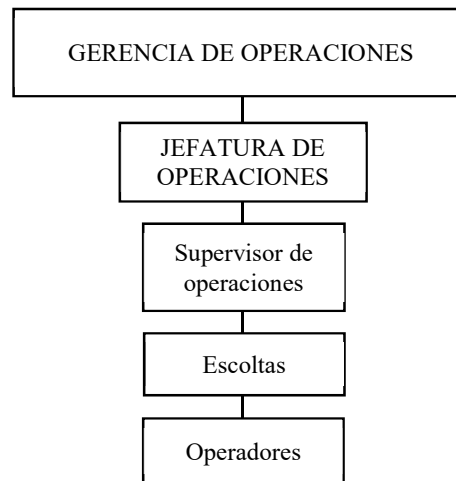 GERENCIA DE OPERACIONES
JEFATURA DE
OPERACIONES
Supervisor de
operaciones
Escoltas
Operadores